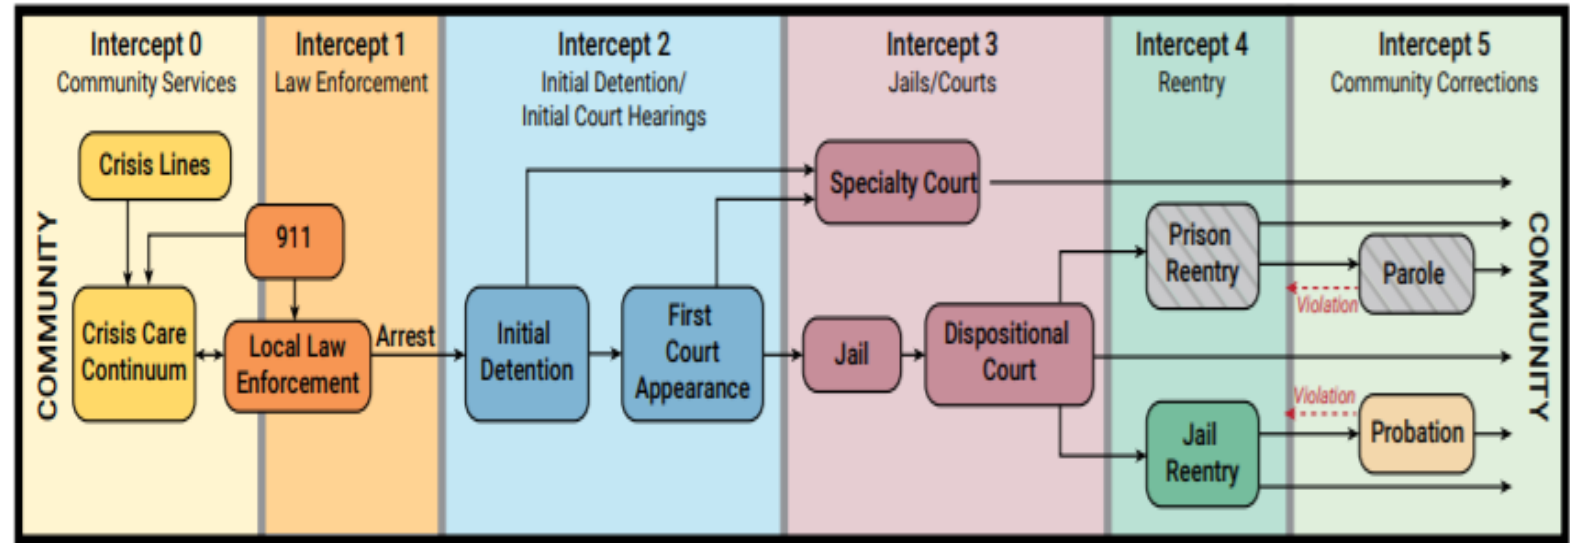 Intercept 0
Community Services
Intercept 1
Law Enforcement
Intercept 2
Initial Detention/
Initial Court Hearings
Intercept 3
Jails/Courts
Intercept 4
Reentry
Intercept 5
Community Corrections
COMMUNITY
Crisis Lines
911
Crisis Care
Continuum
Local Law
Enforcement
Arrest
Initial
Detention
First
Court
Appearance
Specialty Court
Jail
Dispositional
Court
Prison
Reentry
Parole
Violation
Jail
Reentry
Violation
Probation
COMMUNITY